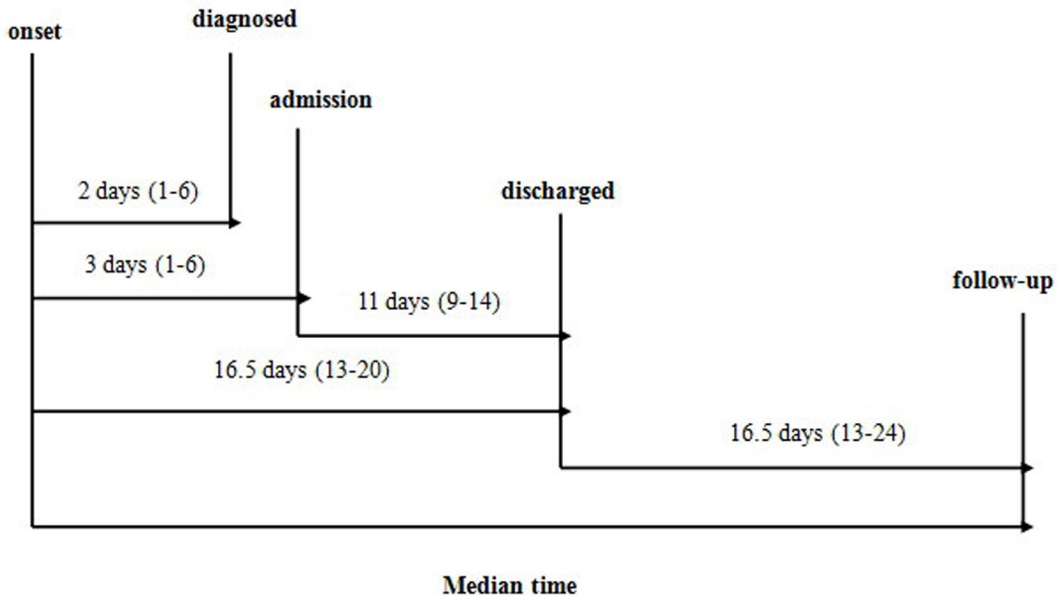 onset
diagnosed
admission
2 days (1-6)
discharged
3 days (1-6)
11 days (9-14)
follow-up
16.5 days (13-20)
16.5 days (13-24)
Median time